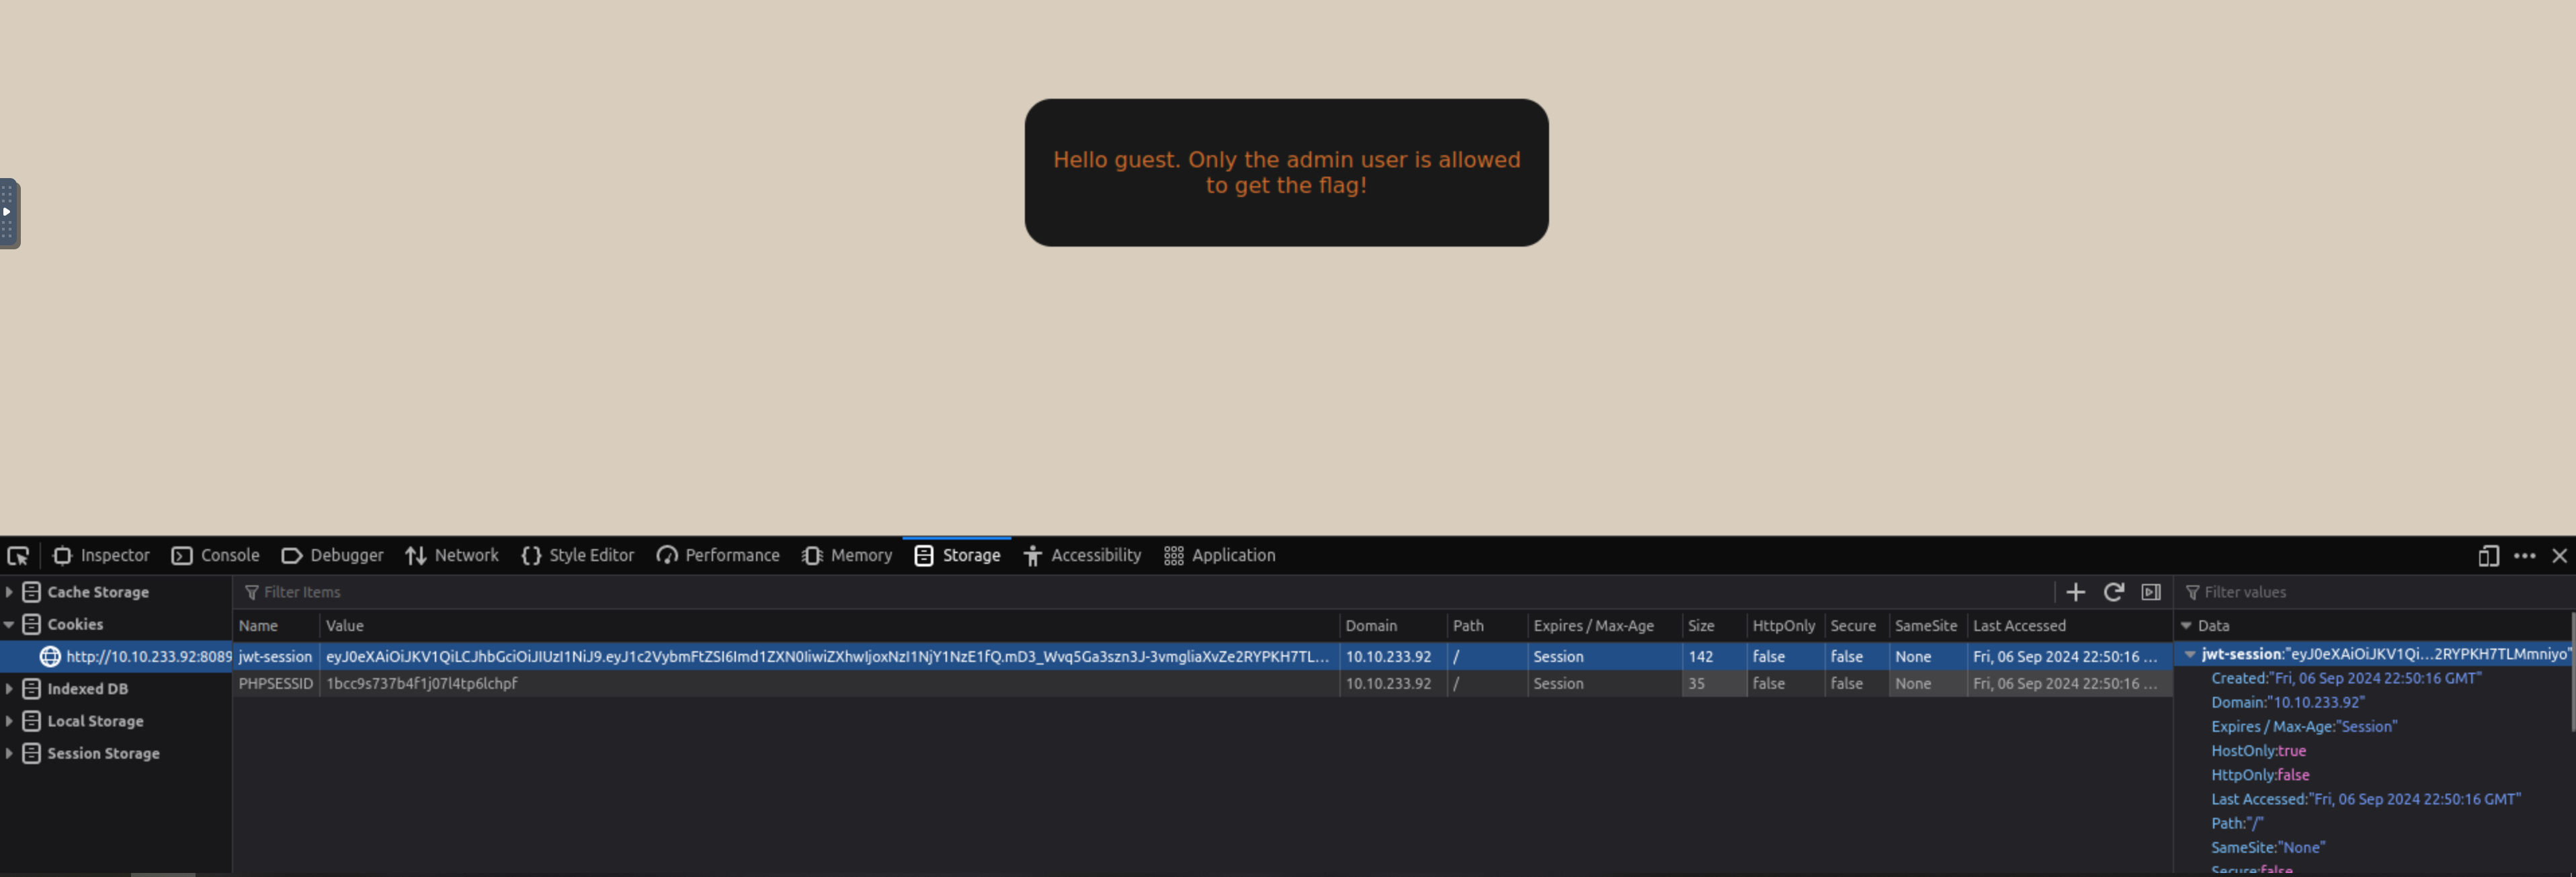 Hello guest. Only the admin user is allowed
to get the flag!
Inspector Console Debugger Network Style Editor Performance Memory Storage Accessibility Application
Cache Storage
Cookies
http://10.10.233.92:8089
Indexed DB
Local Storage
Session Storage
Filter Items
Name Value Domain Path Expires / Max-Age Size HttpOnly Secure SameSite Last Accessed
jwt-session eyJ0eXAiOiJKV1QiLCJhbGciOiJIUzI1NiJ9.eyJ1c2VybmFtZSI6Imd1ZXN0IiwiZXhwIjoxNzI1NjY1NzE1fQ.mD3_Wvq5Ga3szn3J-3vmgliaXvZe2RYPKH7TL... 10.10.233.92 / Session 142 false false None Fri, 06 Sep 2024 22:50:16 ...
PHPSESSID 1bcc9s737b4f1j07l4tp6lchpf 10.10.233.92 / Session 35 false false None Fri, 06 Sep 2024 22:50:16 ...
Filter values
Data
jwt-session:"eyJ0eXAiOiJKV1Qi...2RYPKH7TLMmniyo"
Created:"Fri, 06 Sep 2024 22:50:16 GMT"
Domain:"10.10.233.92"
Expires / Max-Age:"Session"
HostOnly:true
HttpOnly:false
Last Accessed:"Fri, 06 Sep 2024 22:50:16 GMT"
Path:"/"
SameSite:"None"
Secure:false